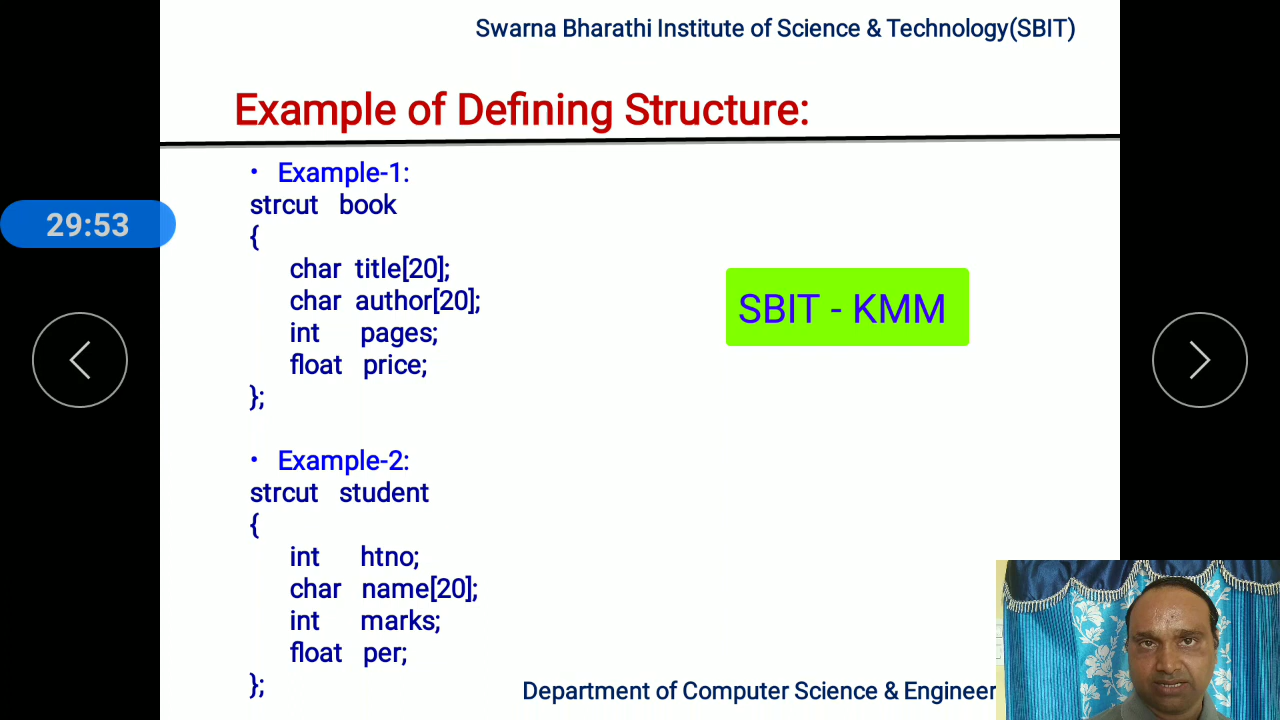 Swarna Bharathi Institute of Science & Technology(SBIT)
Example of Defining Structure:
• Example-1:
strcut book
{
char title[20];
char author[20];
int pages;
float price;
};
29:53
SBIT - KMM
• Example-2:
strcut student
{
int htno;
char name[20];
int marks;
float per;
};
Department of Computer Science & Engineer